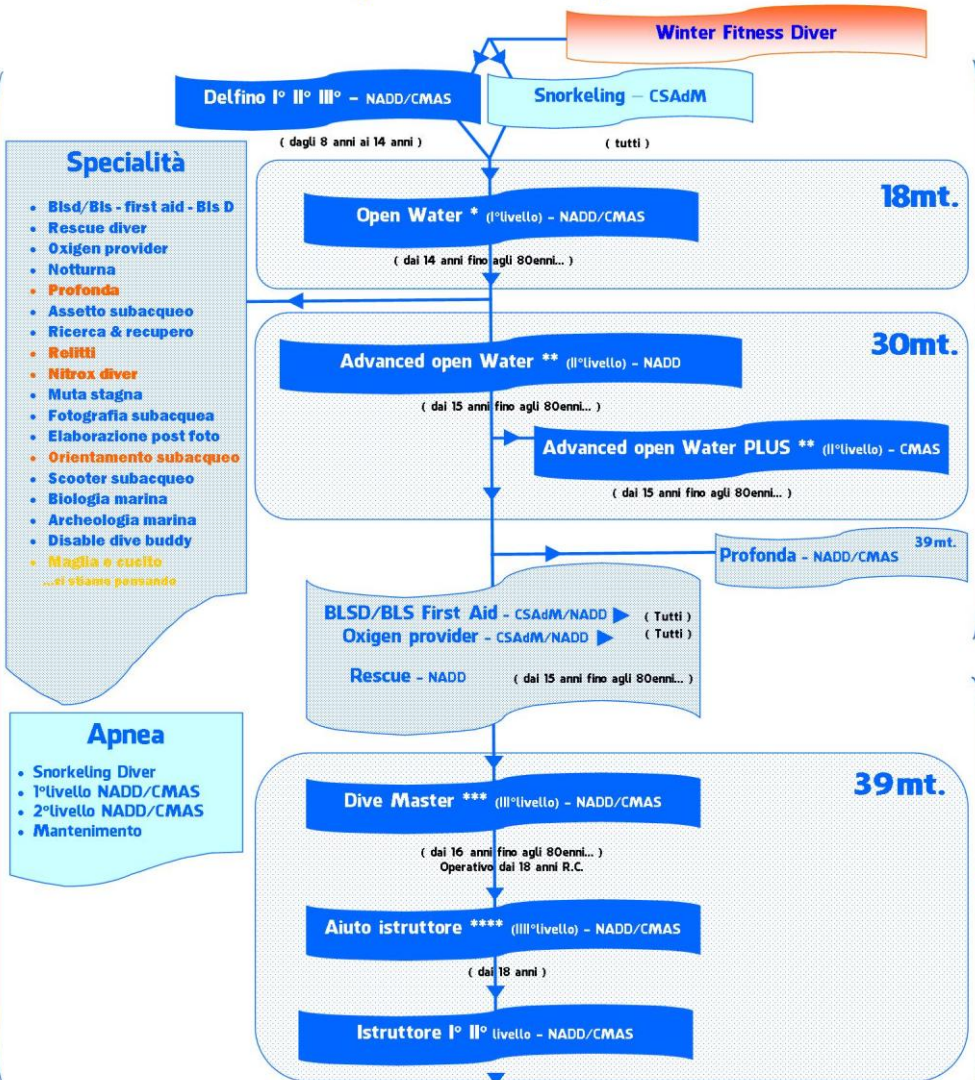 Winter Fitness Diver
Delfino I° II° III° – NADD/CMAS
Snorkeling – CSAdM
( dagli 8 anni ai 14 anni )
( tutti )
Specialità
• Blsd/Bls - first aid - Bls D
• Rescue diver
• Oxigen provider
• Notturna
• Profonda
• Assetto subacqueo
• Ricerca & recupero
• Relitti
• Nitrox diver
• Muta stagna
• Fotografia subacquea
• Elaborazione post foto
• Orientamento subacqueo
• Scooter subacqueo
• Biologia marina
• Archeologia marina
• Disable dive buddy
• Maglia e cucito
...ci stiamo pensando
18mt.
Open Water * (I°livello) – NADD/CMAS
( dai 14 anni fino agli 80enni... )
30mt.
Advanced open Water ** (II°livello) – NADD
( dai 15 anni fino agli 80enni... )
Advanced open Water PLUS ** (II°livello) – CMAS
( dai 15 anni fino agli 80enni... )
39mt.
Profonda - NADD/CMAS
BLSD/BLS First Aid - CSAdM/NADD ( Tutti )
Oxigen provider - CSAdM/NADD ( Tutti )
Rescue - NADD ( dai 15 anni fino agli 80enni... )
Apnea
• Snorkeling Diver
• 1°livello NADD/CMAS
• 2°livello NADD/CMAS
• Mantenimento
39mt.
Dive Master *** (III°livello) – NADD/CMAS
( dai 16 anni fino agli 80enni... )
Operativo dai 18 anni R.C.
Aiuto istruttore **** (IIII°livello) – NADD/CMAS
( dai 18 anni )
Istruttore I° II° livello – NADD/CMAS